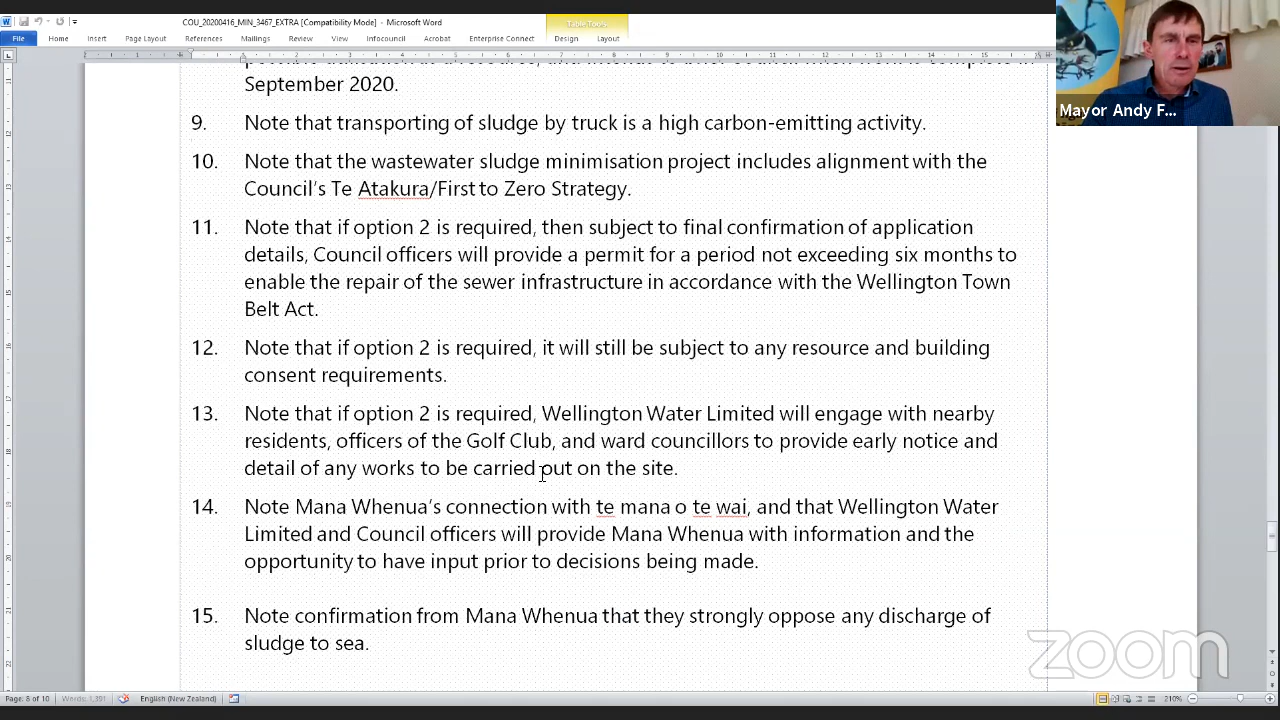 COU_20200416_MIN_3467_EXTRA [Compatibility Mode] - Microsoft Word
Table Tools
File Home Insert Page Layout References Mailings Review View Infocouncil Acrobat Enterprise Connect Design Layout
Mayor Andy F...
September 2020.
9. Note that transporting of sludge by truck is a high carbon-emitting activity.
10. Note that the wastewater sludge minimisation project includes alignment with the
Council's Te Atakura/First to Zero Strategy.
11. Note that if option 2 is required, then subject to final confirmation of application
details, Council officers will provide a permit for a period not exceeding six months to
enable the repair of the sewer infrastructure in accordance with the Wellington Town
Belt Act.
12. Note that if option 2 is required, it will still be subject to any resource and building
consent requirements.
13. Note that if option 2 is required, Wellington Water Limited will engage with nearby
residents, officers of the Golf Club, and ward councillors to provide early notice and
detail of any works to be carried out on the site.
14. Note Mana Whenua's connection with te mana o te wai, and that Wellington Water
Limited and Council officers will provide Mana Whenua with information and the
opportunity to have input prior to decisions being made.
15. Note confirmation from Mana Whenua that they strongly oppose any discharge of
sludge to sea.
zoom
Page: 8 of 10 Words: 1,391 English (New Zealand) 210%